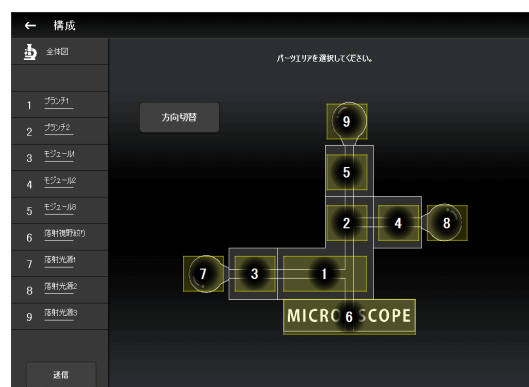 ← 構成
全体図
パーツエリアを選択してください。
1 ブランチ1
2 ブランチ2
3 モジュール1
4 モジュール2
5 モジュール3
6 落射視野絞り
7 落射光源1
8 落射光源2
9 落射光源3
送信
方向切替
9
5
2 4 8
7 3 1
MICROSCOPE
6